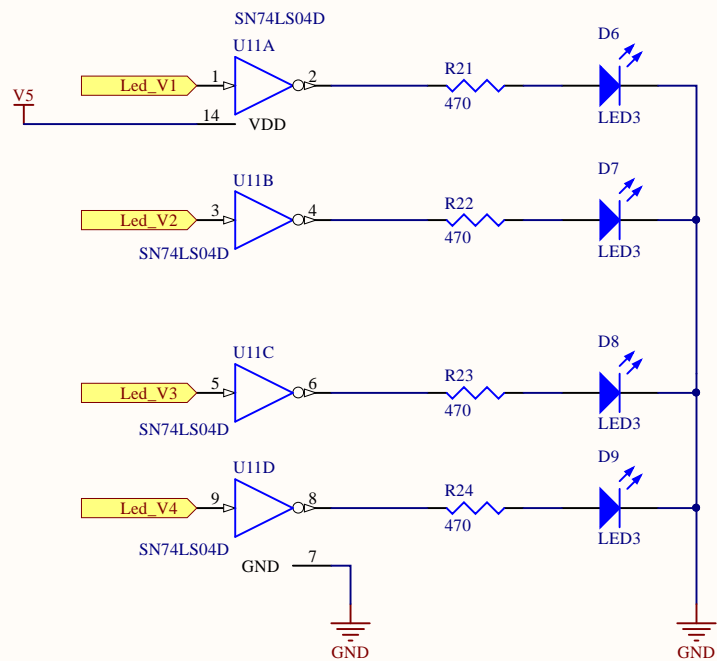 SN74LS04D
U11A
Led_V1
1
2
R21
470
D6
LED3
V5
14
VDD
U11B
Led_V2
3
4
SN74LS04D
R22
470
D7
LED3
U11C
Led_V3
5
6
SN74LS04D
R23
470
D8
LED3
U11D
Led_V4
9
8
SN74LS04D
R24
470
D9
LED3
GND
7
GND
GND